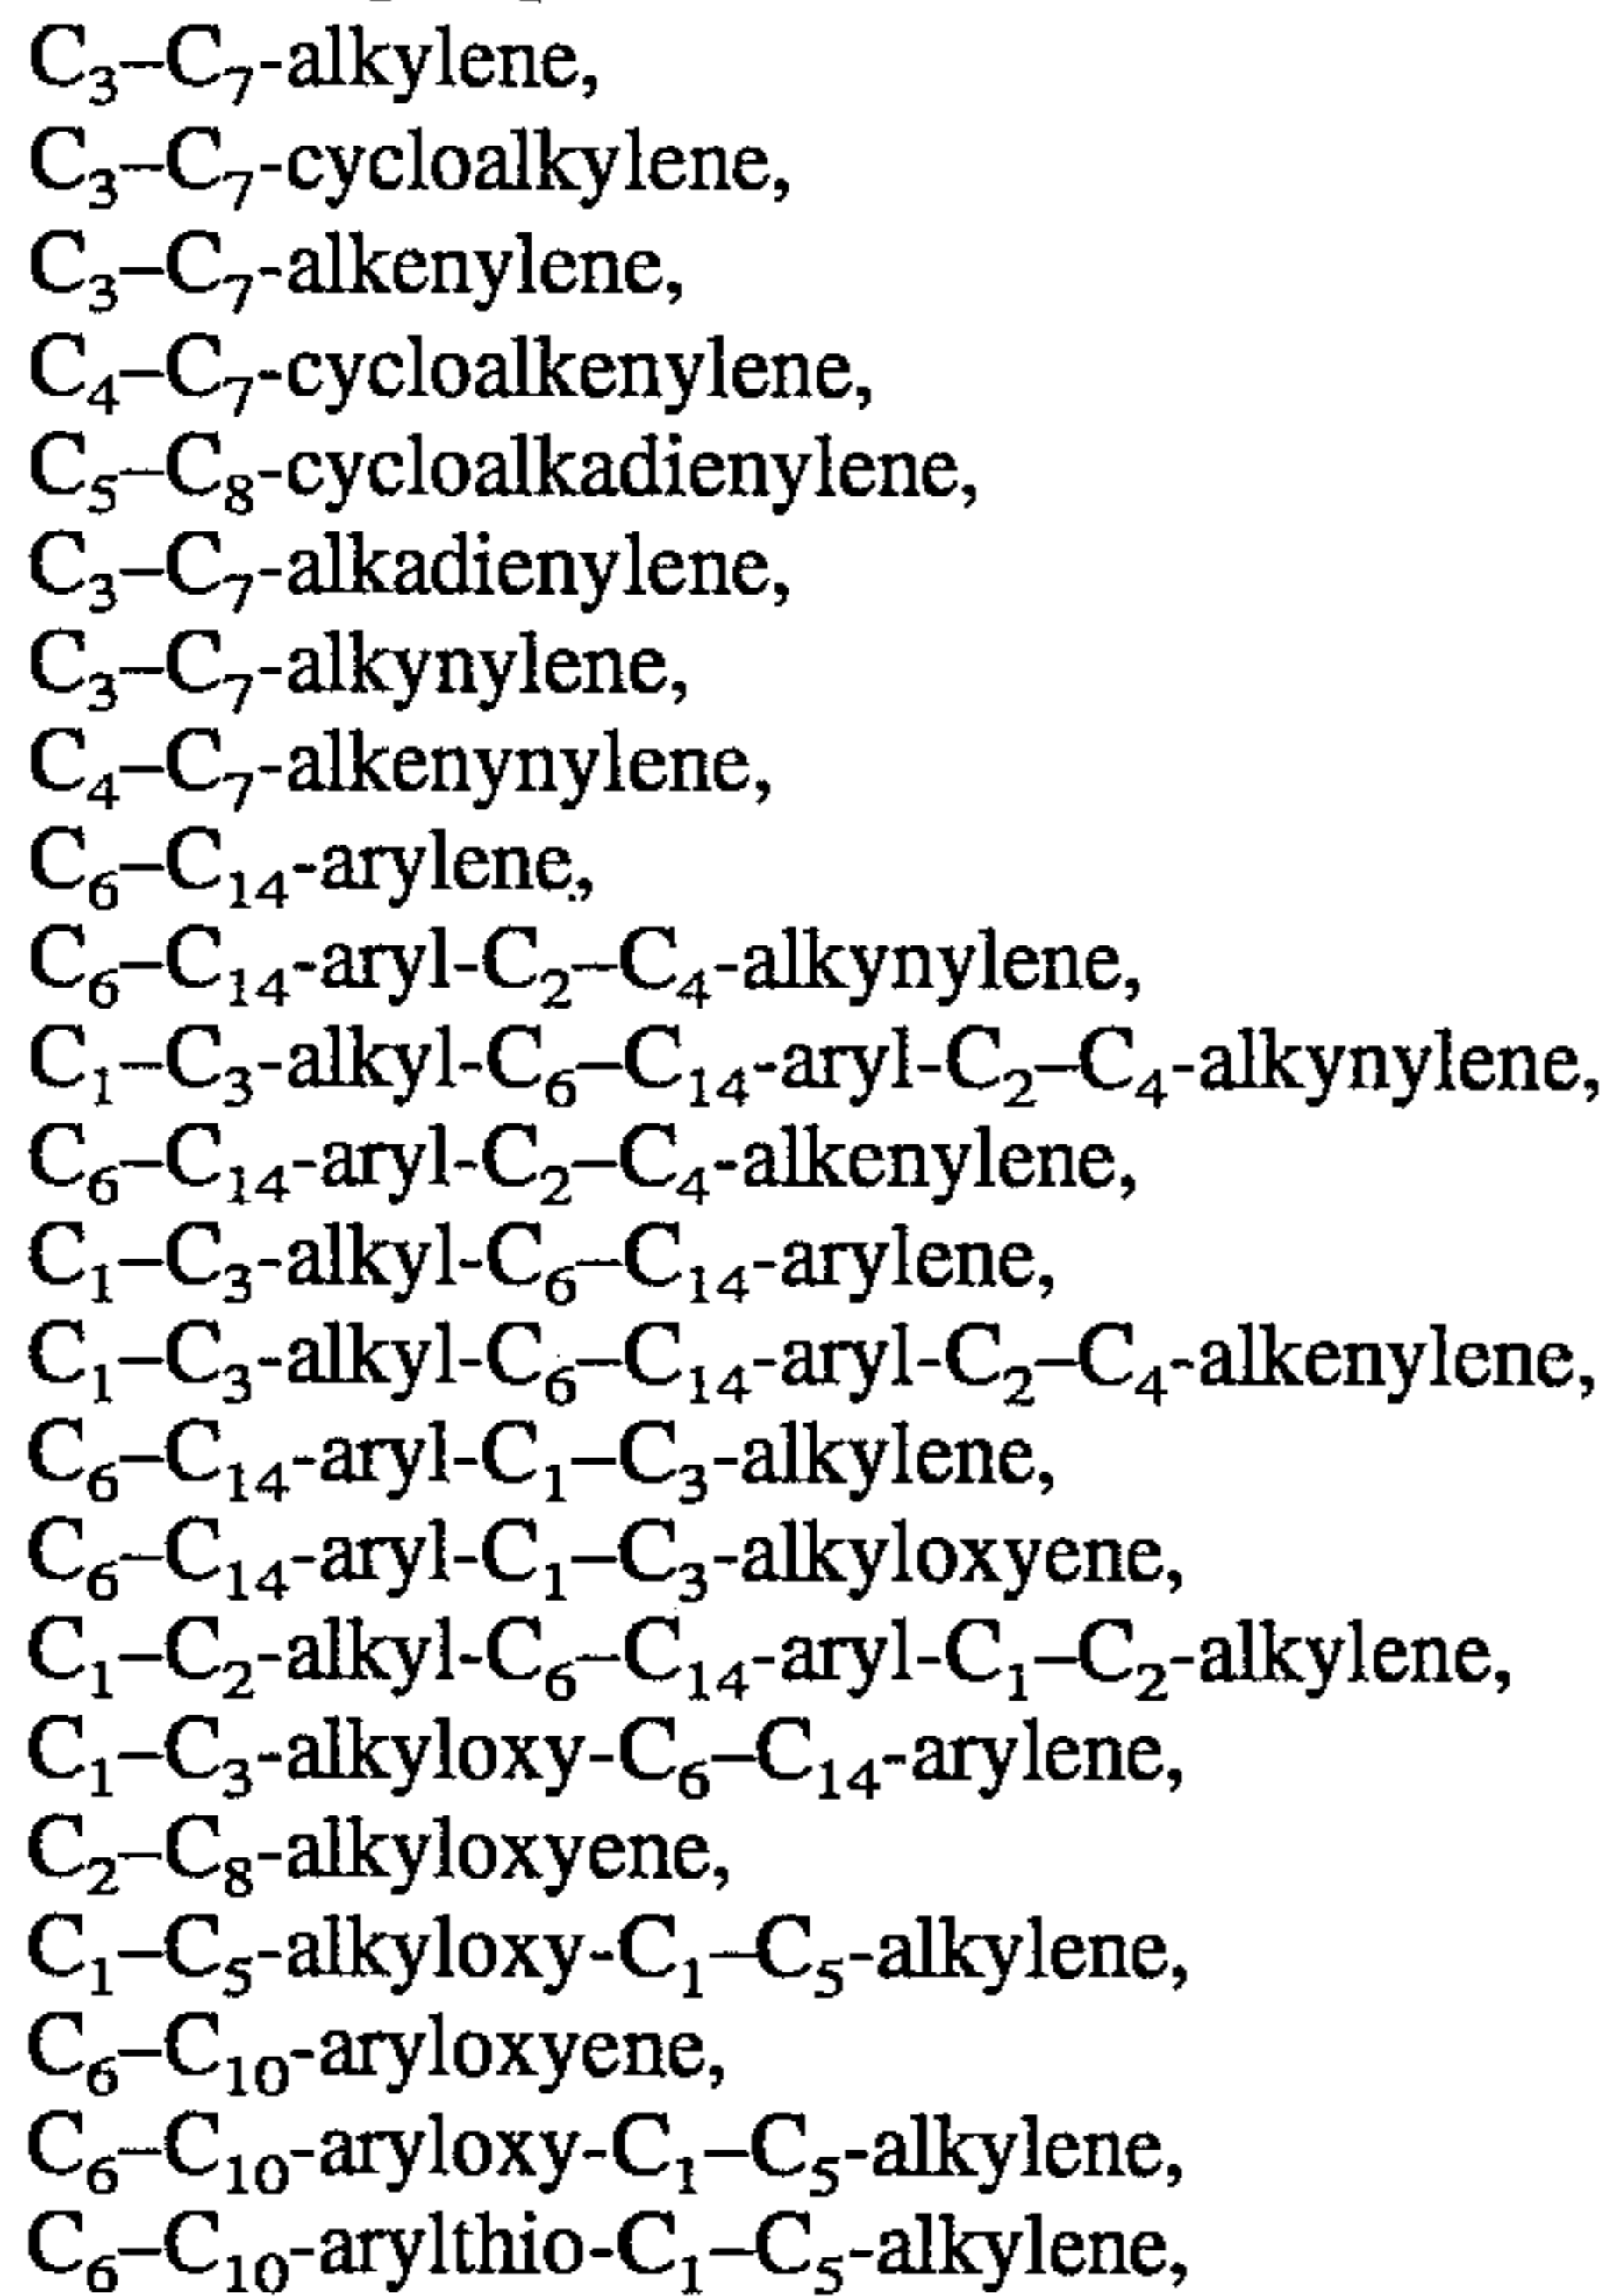 C₃–C₇-alkylene,
C₃–C₇-cycloalkylene,
C₃–C₇-alkenylene,
C₄–C₇-cycloalkenylene,
C₅–C₈-cycloalkadienylene,
C₃–C₇-alkadienylene,
C₃–C₇-alkynylene,
C₄–C₇-alkenynylene,
C₆–C₁₄-arylene,
C₆–C₁₄-aryl-C₂–C₄-alkynylene,
C₁–C₃-alkyl-C₆–C₁₄-aryl-C₂–C₄-alkynylene,
C₆–C₁₄-aryl-C₂–C₄-alkenylene,
C₁–C₃-alkyl-C₆–C₁₄-arylene,
C₁–C₃-alkyl-C₆–C₁₄-aryl-C₂–C₄-alkenylene,
C₆–C₁₄-aryl-C₁–C₃-alkylene,
C₆–C₁₄-aryl-C₁–C₃-alkyloxyene,
C₁–C₂-alkyl-C₆–C₁₄-aryl-C₁–C₂-alkylene,
C₁–C₃-alkyloxy-C₆–C₁₄-arylene,
C₂–C₈-alkyloxyene,
C₁–C₅-alkyloxy-C₁–C₅-alkylene,
C₆–C₁₀-aryloxyene,
C₆–C₁₀-aryloxy-C₁–C₅-alkylene,
C₆–C₁₀-arylthio-C₁–C₅-alkylene,